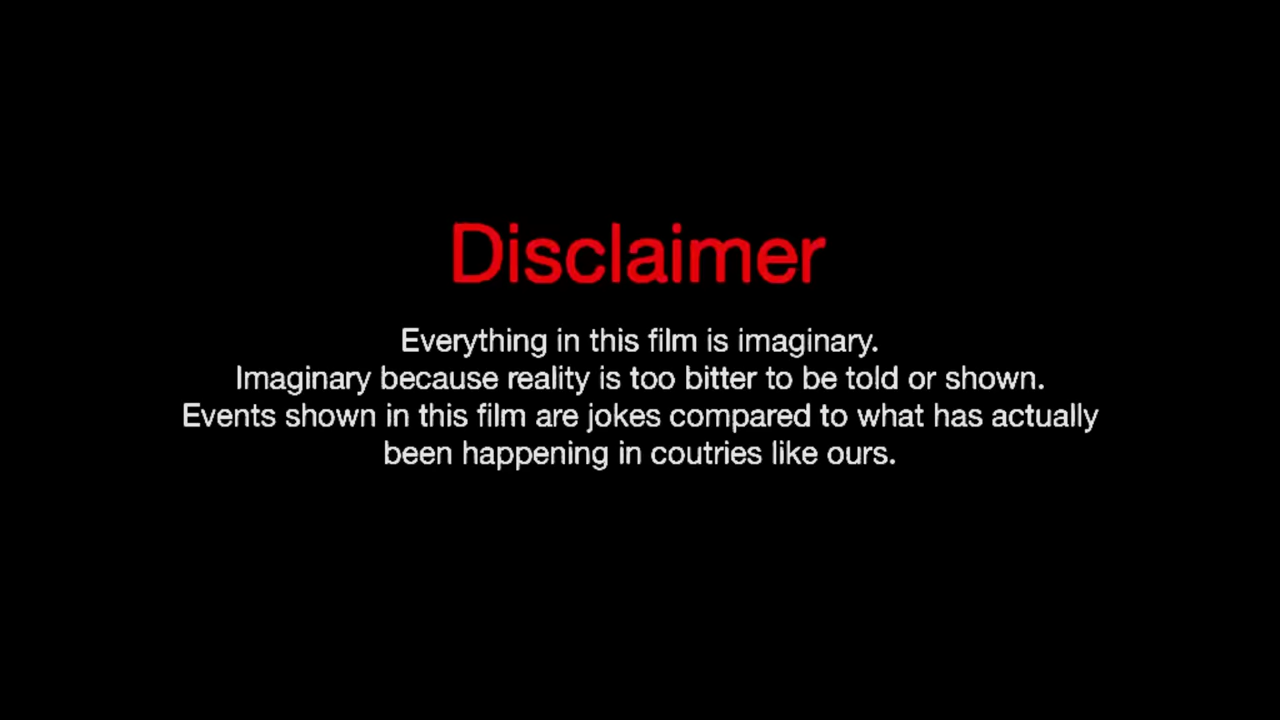 Disclaimer
Everything in this film is imaginary.
Imaginary because reality is too bitter to be told or shown.
Events shown in this film are jokes compared to what has actually
been happening in coutries like ours.